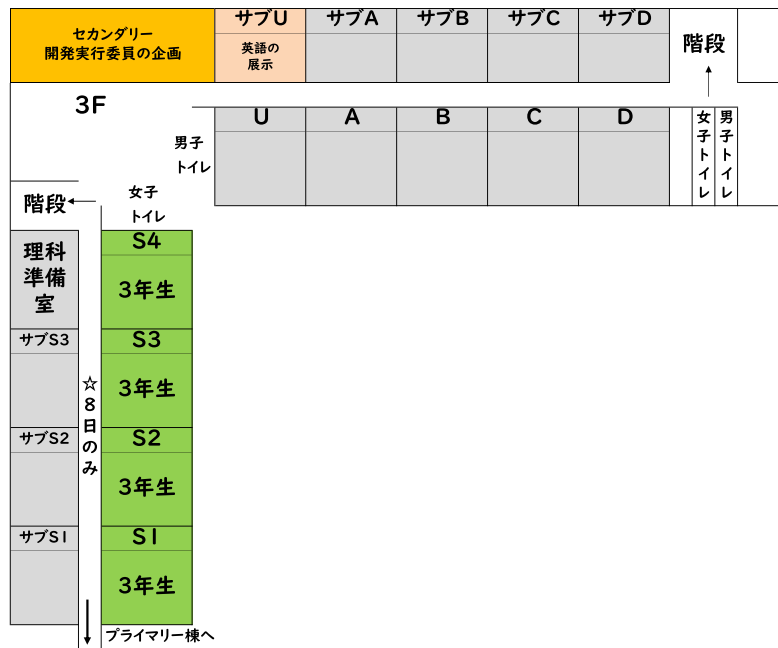 セカンダリー
開発実行委員の企画
サブU
英語の
展示
サブA
サブB
サブC
サブD
階段
3F
男子
トイレ
U
A
B
C
D
女子トイレ
男子トイレ
階段
女子
トイレ
理科
準備
室
S4
3年生
サブS3
S3
3年生
☆8日のみ
サブS2
S2
3年生
サブS1
S1
3年生
プライマリー棟へ